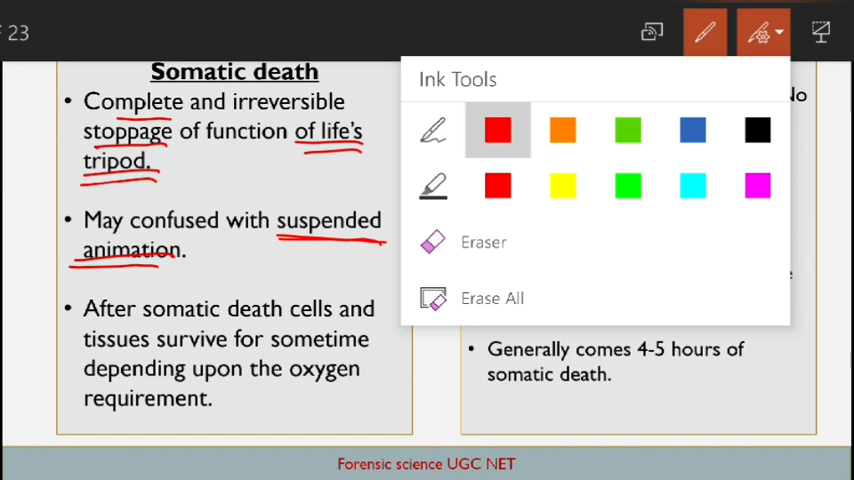 F 23
Somatic death
• Complete and irreversible
stoppage of function of life's
tripod.
• May confused with suspended
animation.
• After somatic death cells and
tissues survive for sometime
depending upon the oxygen
requirement.
Ink Tools
Eraser
Erase All
No
• Generally comes 4-5 hours of
somatic death.
Forensic science UGC NET